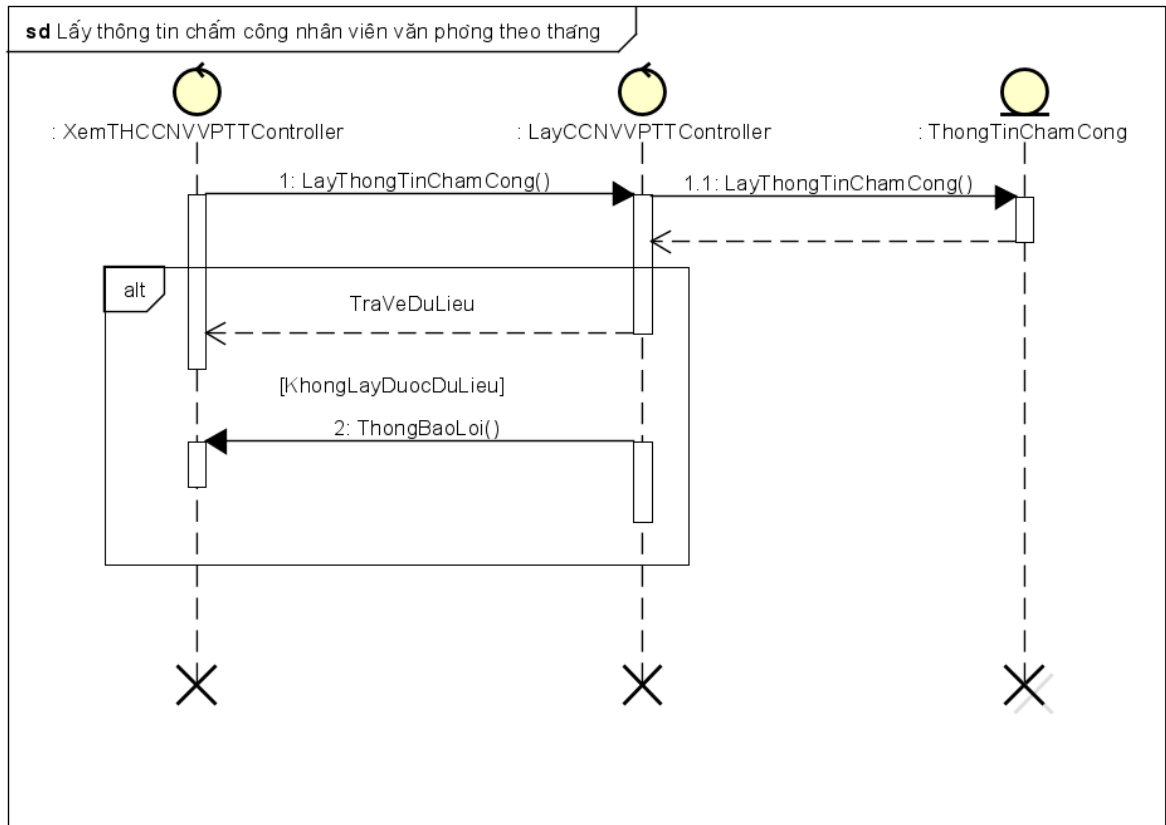 sd Lấy thông tin chấm công nhân viên văn phòng theo tháng
: XemTHCCNVVPTTController
: LayCCNVVPTTController
: ThongTinChamCong
1: LayThongTinChamCong()
1.1: LayThongTinChamCong()
alt
TraVeDuLieu
[KhongLayDuocDuLieu]
2: ThongBaoLoi()